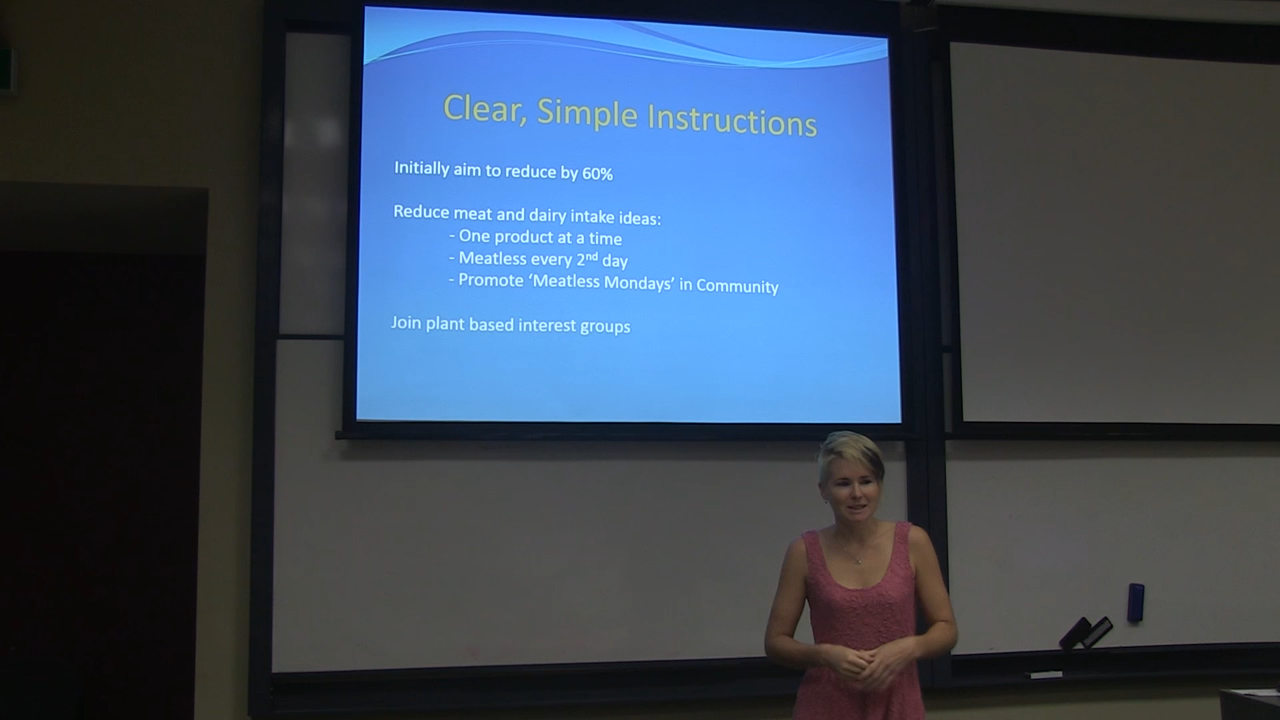 Clear, Simple Instructions
Initially aim to reduce by 60%
Reduce meat and dairy intake ideas:
- One product at a time
- Meatless every 2nd day
- Promote ‘Meatless Mondays’ in Community
Join plant based interest groups